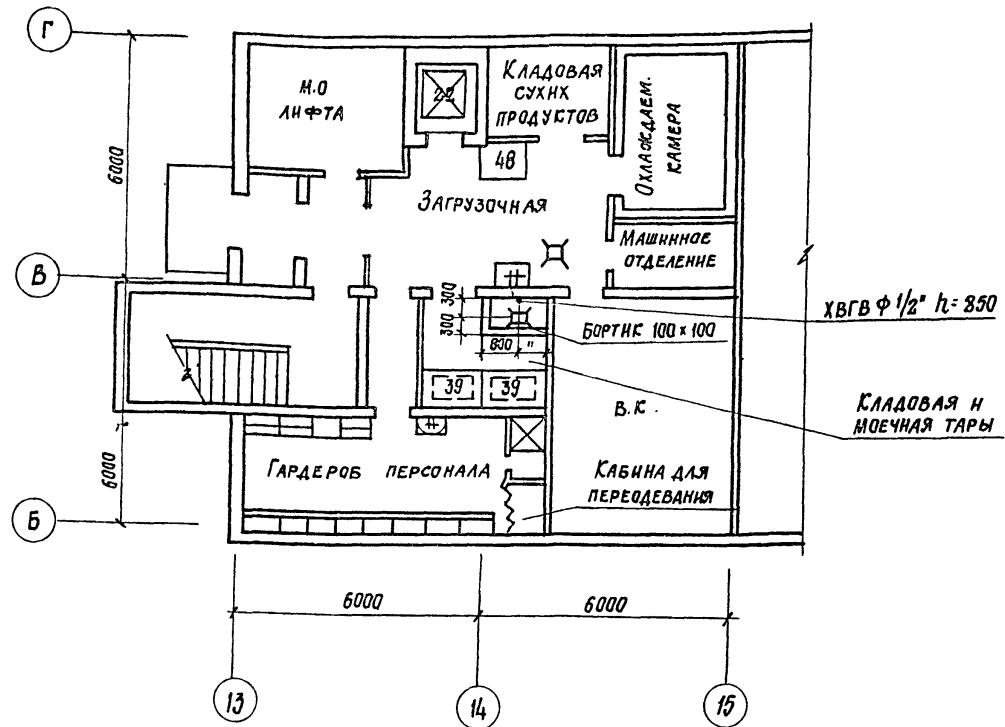 Г
М.О
ЛИФТА
22
КЛАДОВАЯ
СУХИХ
ПРОДУКТОВ
ОХЛАЖДАЕМ.
КАМЕРА
6000
48
ЗАГРУЗОЧНАЯ
МАШИННОЕ
ОТДЕЛЕНИЕ
В
300
300
800 "
ХВГВ Ф 1/2" h=850
БОРТИК 100 x 100
39
39
В.К.
КЛАДОВАЯ И
МОЕЧНАЯ ТАРЫ
6000
ГАРДЕРОБ ПЕРСОНАЛА
КАБИНА ДЛЯ
ПЕРЕОДЕВАНИЯ
Б
6000
6000
13
14
15